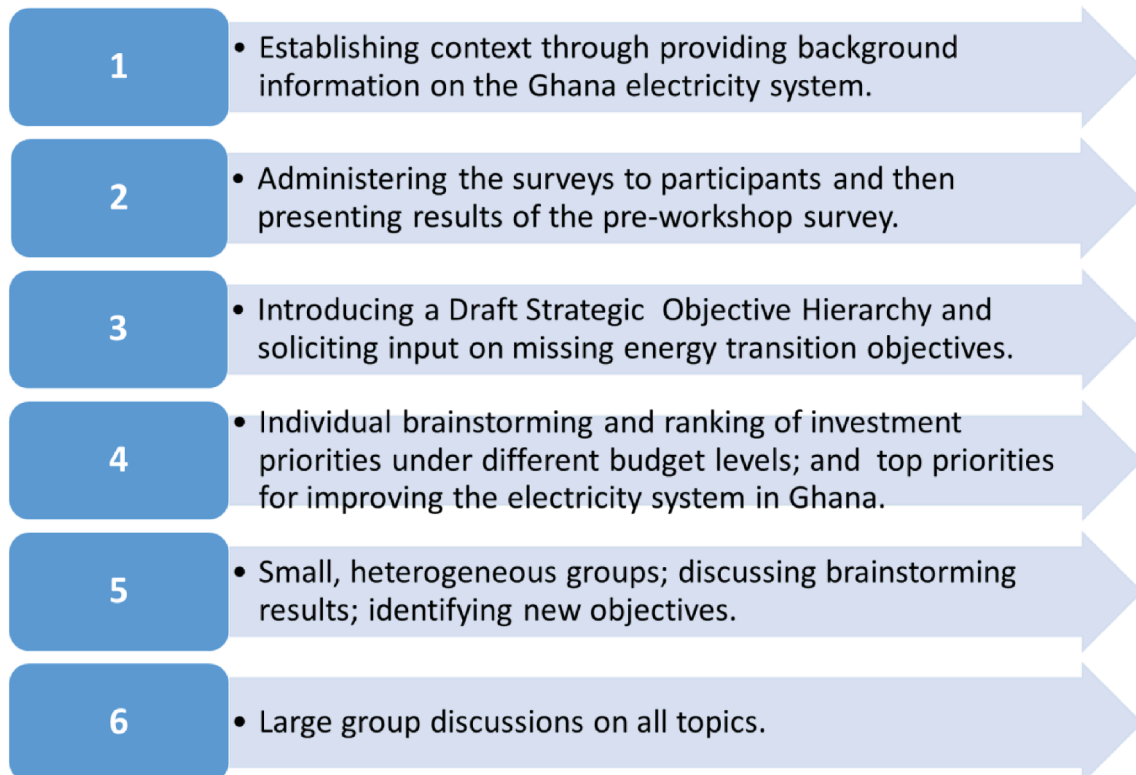 1
• Establishing context through providing background
information on the Ghana electricity system.
2
• Administering the surveys to participants and then
presenting results of the pre-workshop survey.
3
• Introducing a Draft Strategic  Objective Hierarchy and
soliciting input on missing energy transition objectives.
4
• Individual brainstorming and ranking of investment
priorities under different budget levels; and  top priorities
for improving the electricity system in Ghana.
5
• Small, heterogeneous groups; discussing brainstorming
results; identifying new objectives.
6
• Large group discussions on all topics.